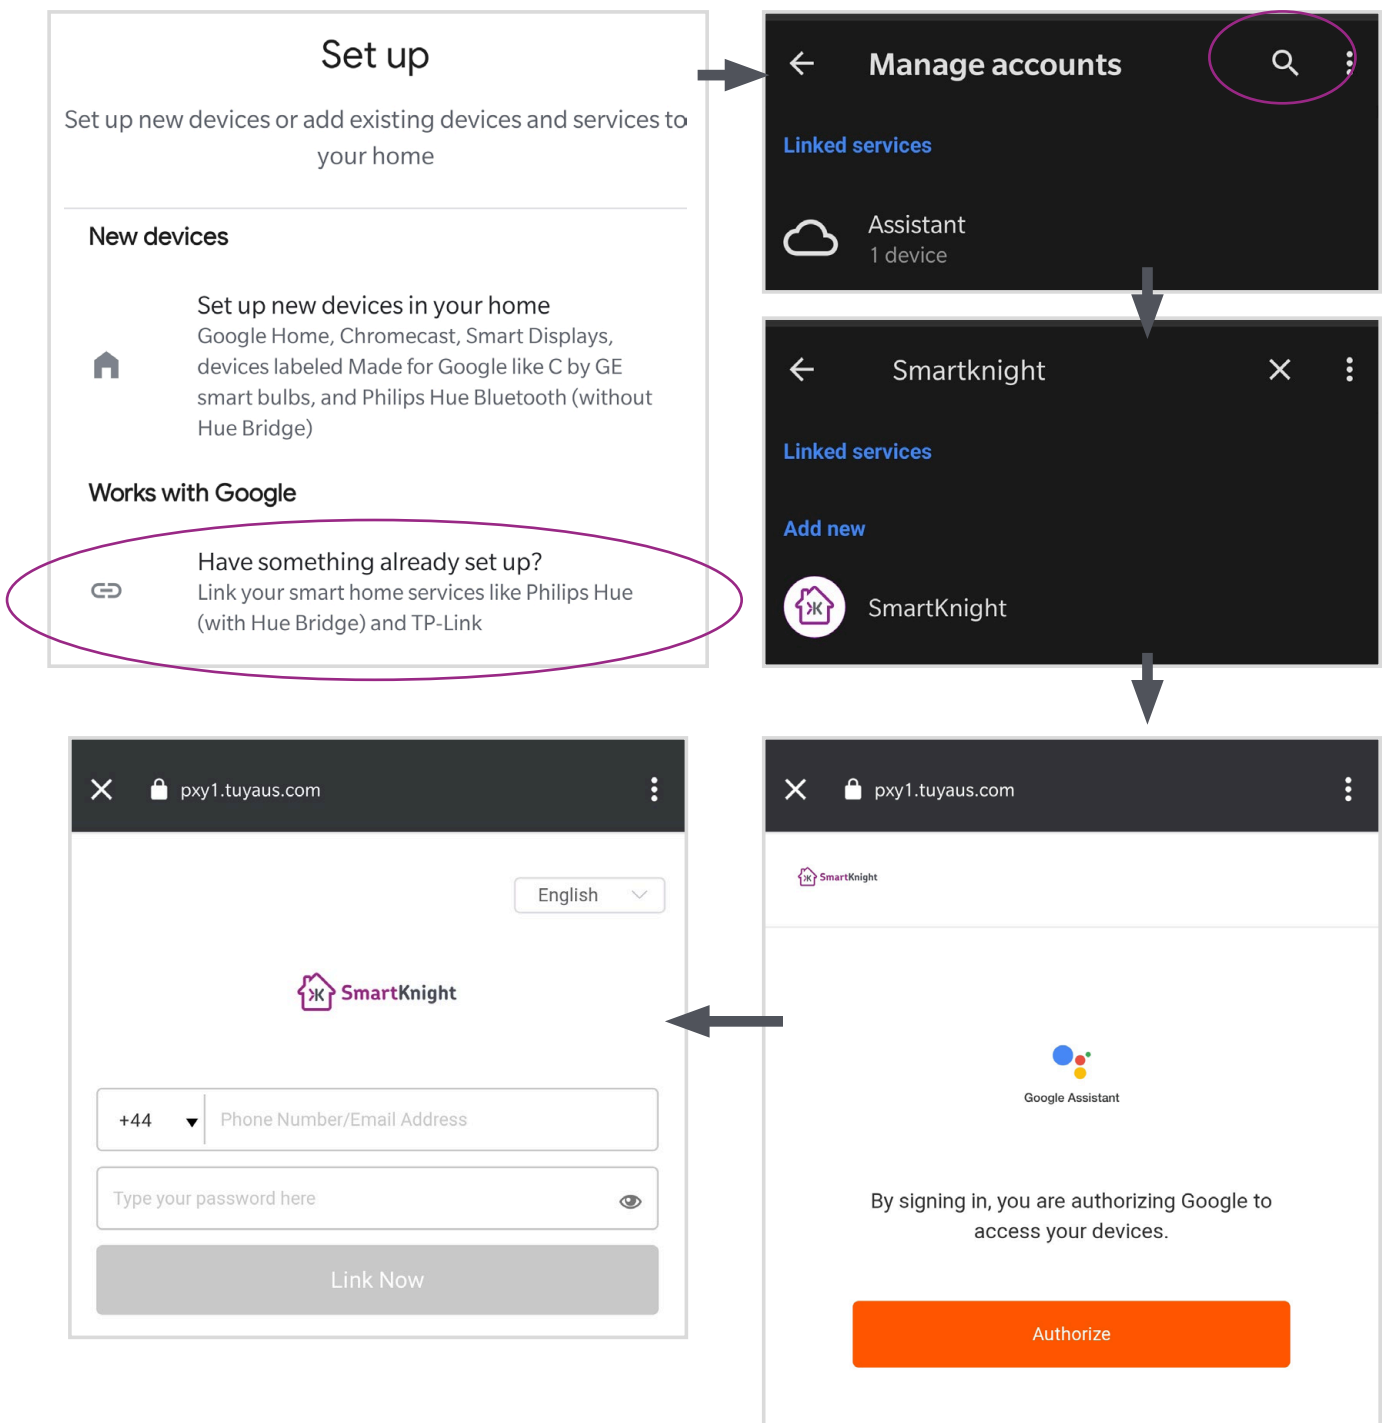 Set up
Set up new devices or add existing devices and services to
your home
New devices
Set up new devices in your home
Google Home, Chromecast, Smart Displays,
devices labeled Made for Google like C by GE
smart bulbs, and Philips Hue Bluetooth (without
Hue Bridge)
Works with Google
Have something already set up?
Link your smart home services like Philips Hue
(with Hue Bridge) and TP-Link
Manage accounts
Linked services
Assistant
1 device
Smartknight
Linked services
Add new
SmartKnight
pxy1.tuyaus.com
SmartKnight
Google Assistant
By signing in, you are authorizing Google to
access your devices.
Authorize
pxy1.tuyaus.com
English
SmartKnight
+44 Phone Number/Email Address
Type your password here
Link Now